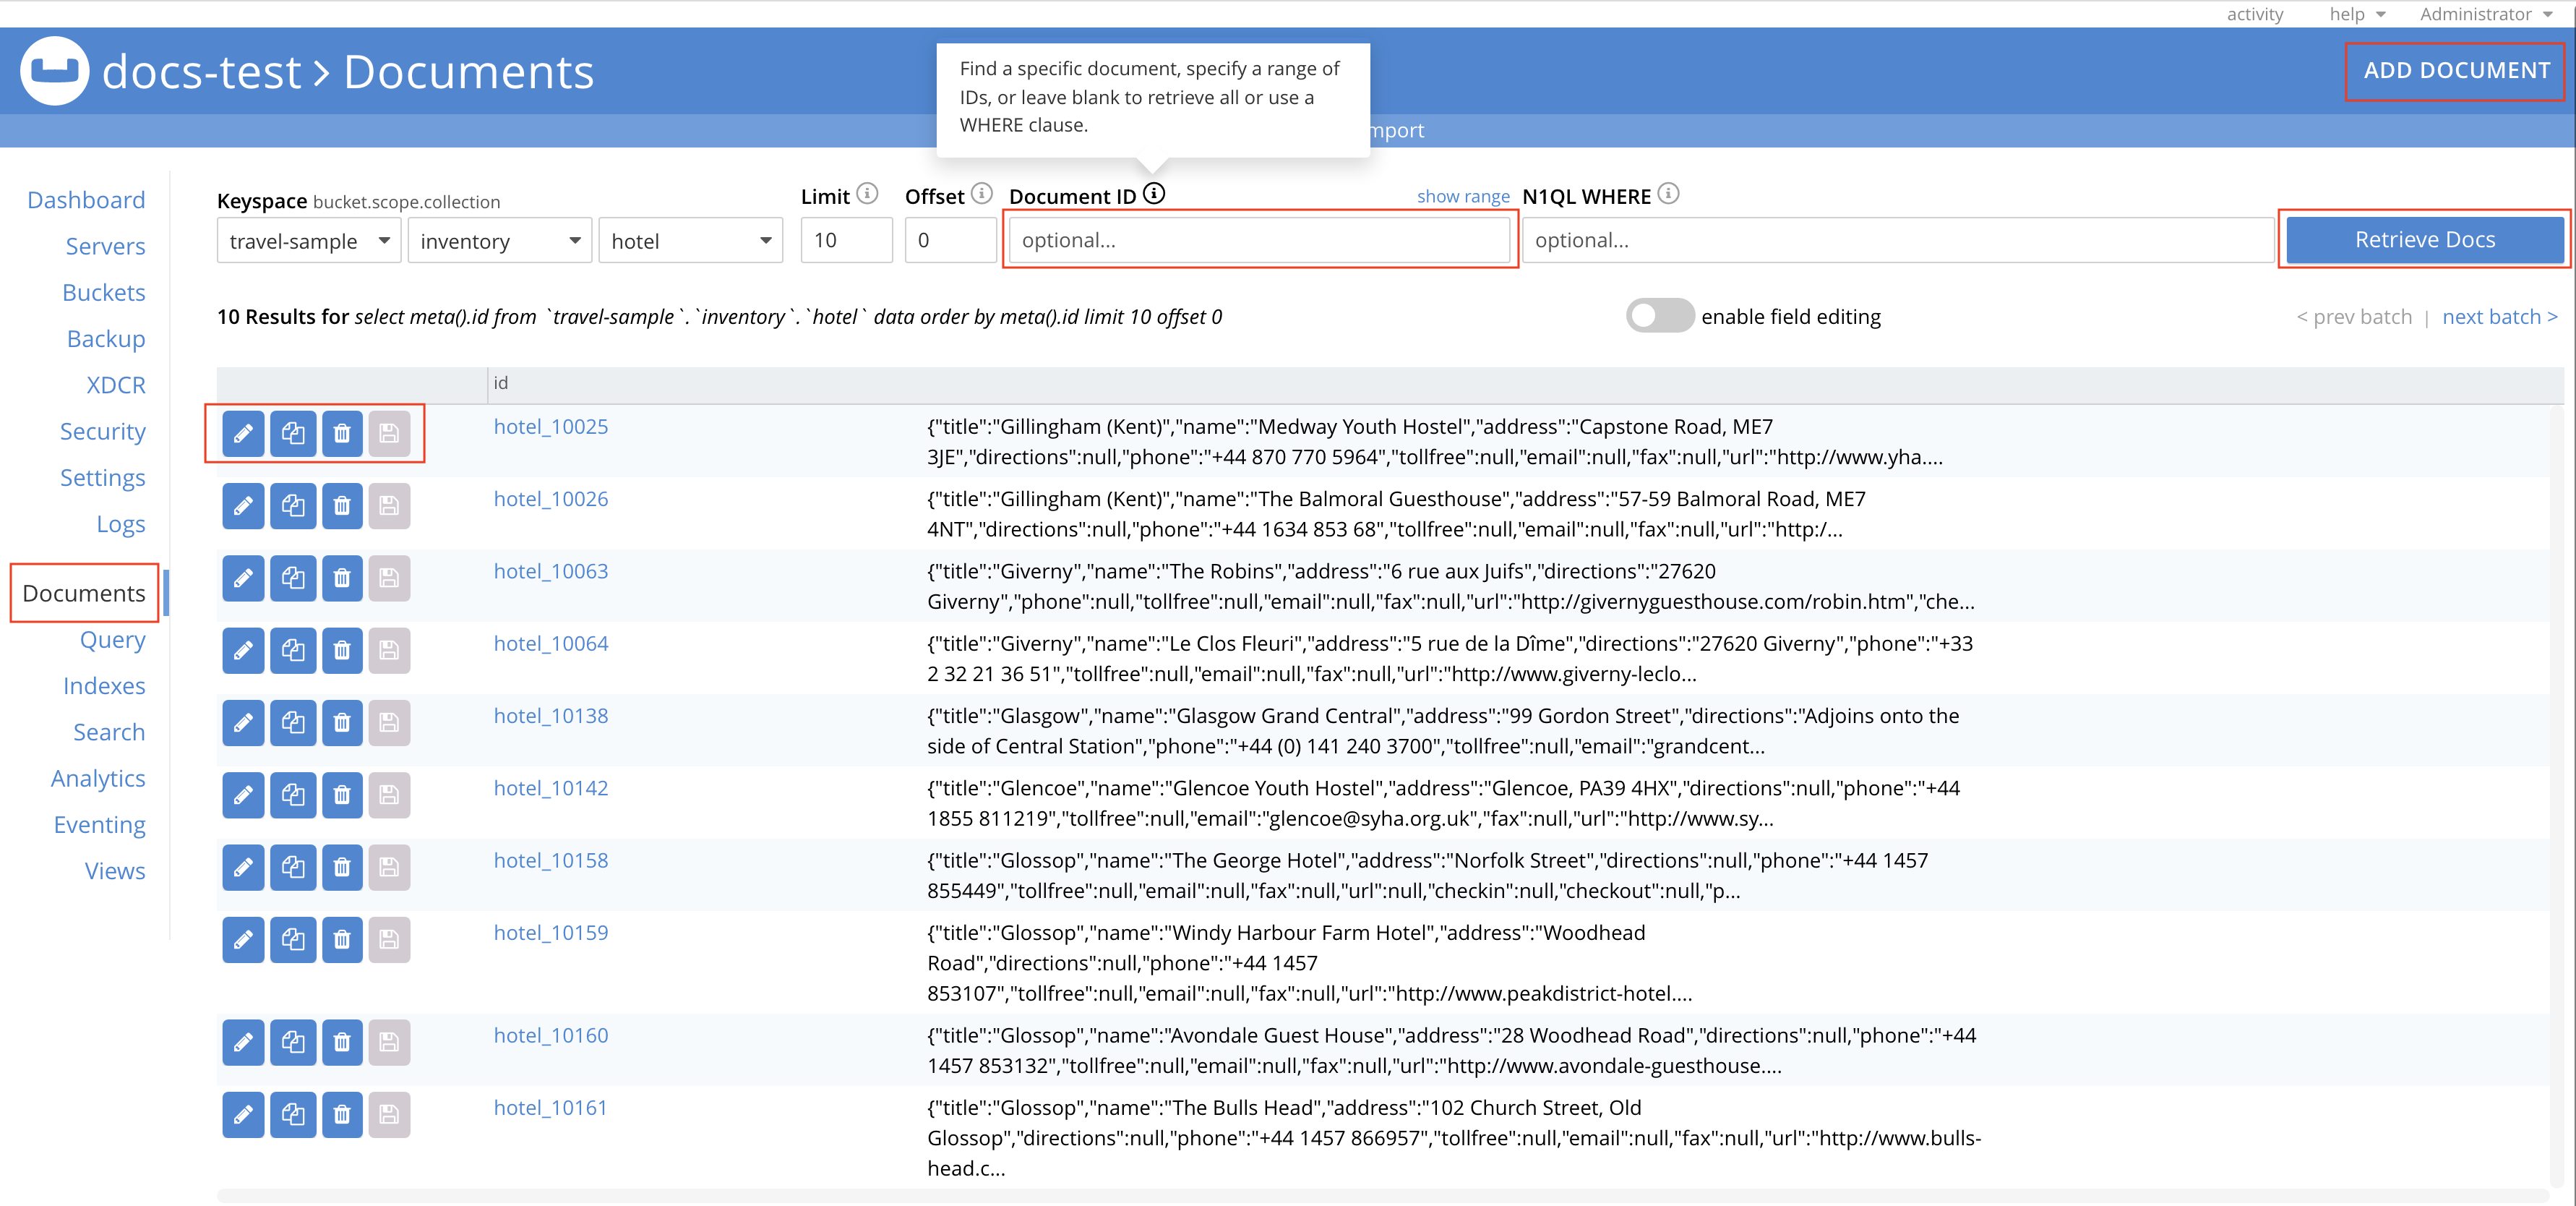 activity help Administrator
docs-test > Documents
ADD DOCUMENT
Find a specific document, specify a range of
IDs, or leave blank to retrieve all or use a
WHERE clause.
mport
Dashboard
Servers
Buckets
Backup
XDCR
Security
Settings
Logs
Documents
Query
Indexes
Search
Analytics
Eventing
Views
Keyspace bucket.scope.collection
travel-sample
inventory
hotel
Limit
10
Offset
0
Document ID
show range
optional...
N1QL WHERE
optional...
Retrieve Docs
10 Results for select meta().id from `travel-sample`.`inventory`.`hotel` data order by meta().id limit 10 offset 0
enable field editing
< prev batch | next batch >
id
hotel_10025
{"title":"Gillingham (Kent)","name":"Medway Youth Hostel","address":"Capstone Road, ME7
3JE","directions":null,"phone":"+44 870 770 5964","tollfree":null,"email":null,"fax":null,"url":"http://www.yha....
hotel_10026
{"title":"Gillingham (Kent)","name":"The Balmoral Guesthouse","address":"57-59 Balmoral Road, ME7
4NT","directions":null,"phone":"+44 1634 853 68","tollfree":null,"email":null,"fax":null,"url":"http:/...
hotel_10063
{"title":"Giverny","name":"The Robins","address":"6 rue aux Juifs","directions":"27620
Giverny","phone":null,"tollfree":null,"email":null,"fax":null,"url":"http://givernyguesthouse.com/robin.htm","che...
hotel_10064
{"title":"Giverny","name":"Le Clos Fleuri","address":"5 rue de la Dîme","directions":"27620 Giverny","phone":"+33
2 32 21 36 51","tollfree":null,"email":null,"fax":null,"url":"http://www.giverny-leclo...
hotel_10138
{"title":"Glasgow","name":"Glasgow Grand Central","address":"99 Gordon Street","directions":"Adjoins onto the
side of Central Station","phone":"+44 (0) 141 240 3700","tollfree":null,"email":"grandcent...
hotel_10142
{"title":"Glencoe","name":"Glencoe Youth Hostel","address":"Glencoe, PA39 4HX","directions":null,"phone":"+44
1855 811219","tollfree":null,"email":"glencoe@syha.org.uk","fax":null,"url":"http://www.sy...
hotel_10158
{"title":"Glossop","name":"The George Hotel","address":"Norfolk Street","directions":null,"phone":"+44 1457
855449","tollfree":null,"email":null,"fax":null,"url":null,"checkin":null,"checkout":null,"p...
hotel_10159
{"title":"Glossop","name":"Windy Harbour Farm Hotel","address":"Woodhead
Road","directions":null,"phone":"+44 1457
853107","tollfree":null,"email":null,"fax":null,"url":"http://www.peakdistrict-hotel....
hotel_10160
{"title":"Glossop","name":"Avondale Guest House","address":"28 Woodhead Road","directions":null,"phone":"+44
1457 853132","tollfree":null,"email":null,"fax":null,"url":"http://www.avondale-guesthouse....
hotel_10161
{"title":"Glossop","name":"The Bulls Head","address":"102 Church Street, Old
Glossop","directions":null,"phone":"+44 1457 866957","tollfree":null,"email":null,"fax":null,"url":"http://www.bulls-
head.c...